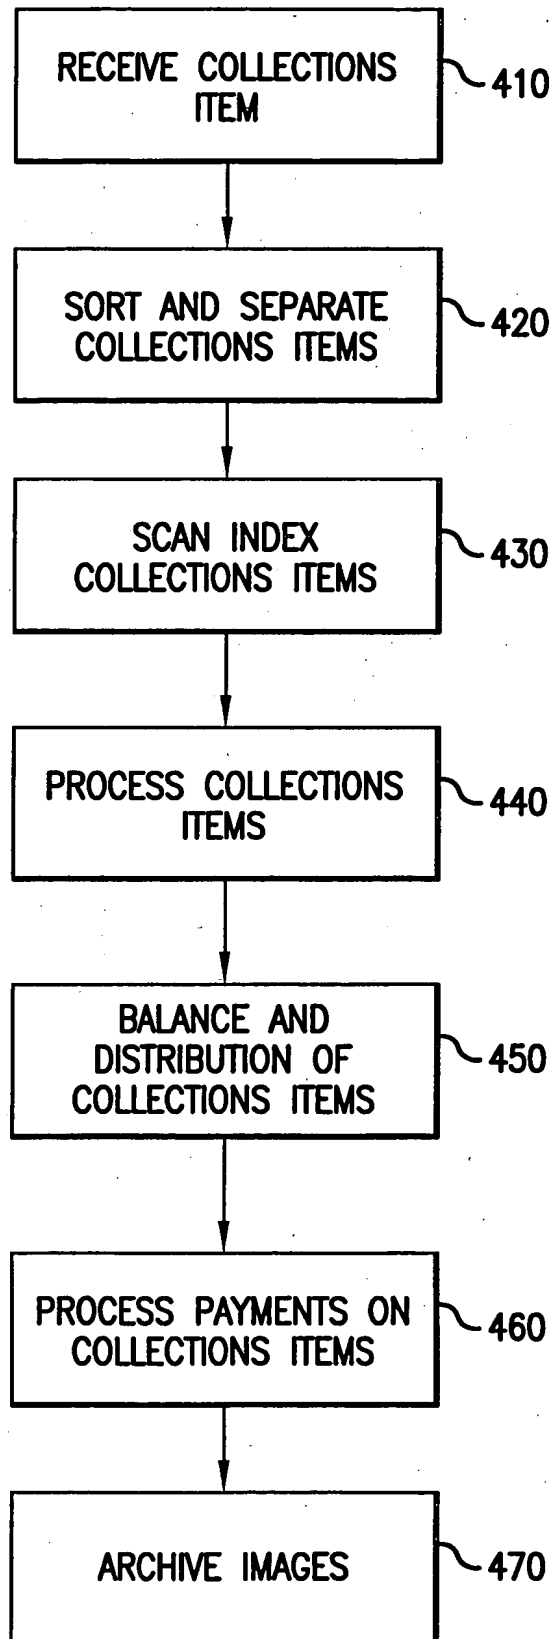 RECEIVE COLLECTIONS
ITEM
410
SORT AND SEPARATE
COLLECTIONS ITEMS
420
SCAN INDEX
COLLECTIONS ITEMS
430
PROCESS COLLECTIONS
ITEMS
440
BALANCE AND
DISTRIBUTION OF
COLLECTIONS ITEMS
450
PROCESS PAYMENTS ON
COLLECTIONS ITEMS
460
ARCHIVE IMAGES
470